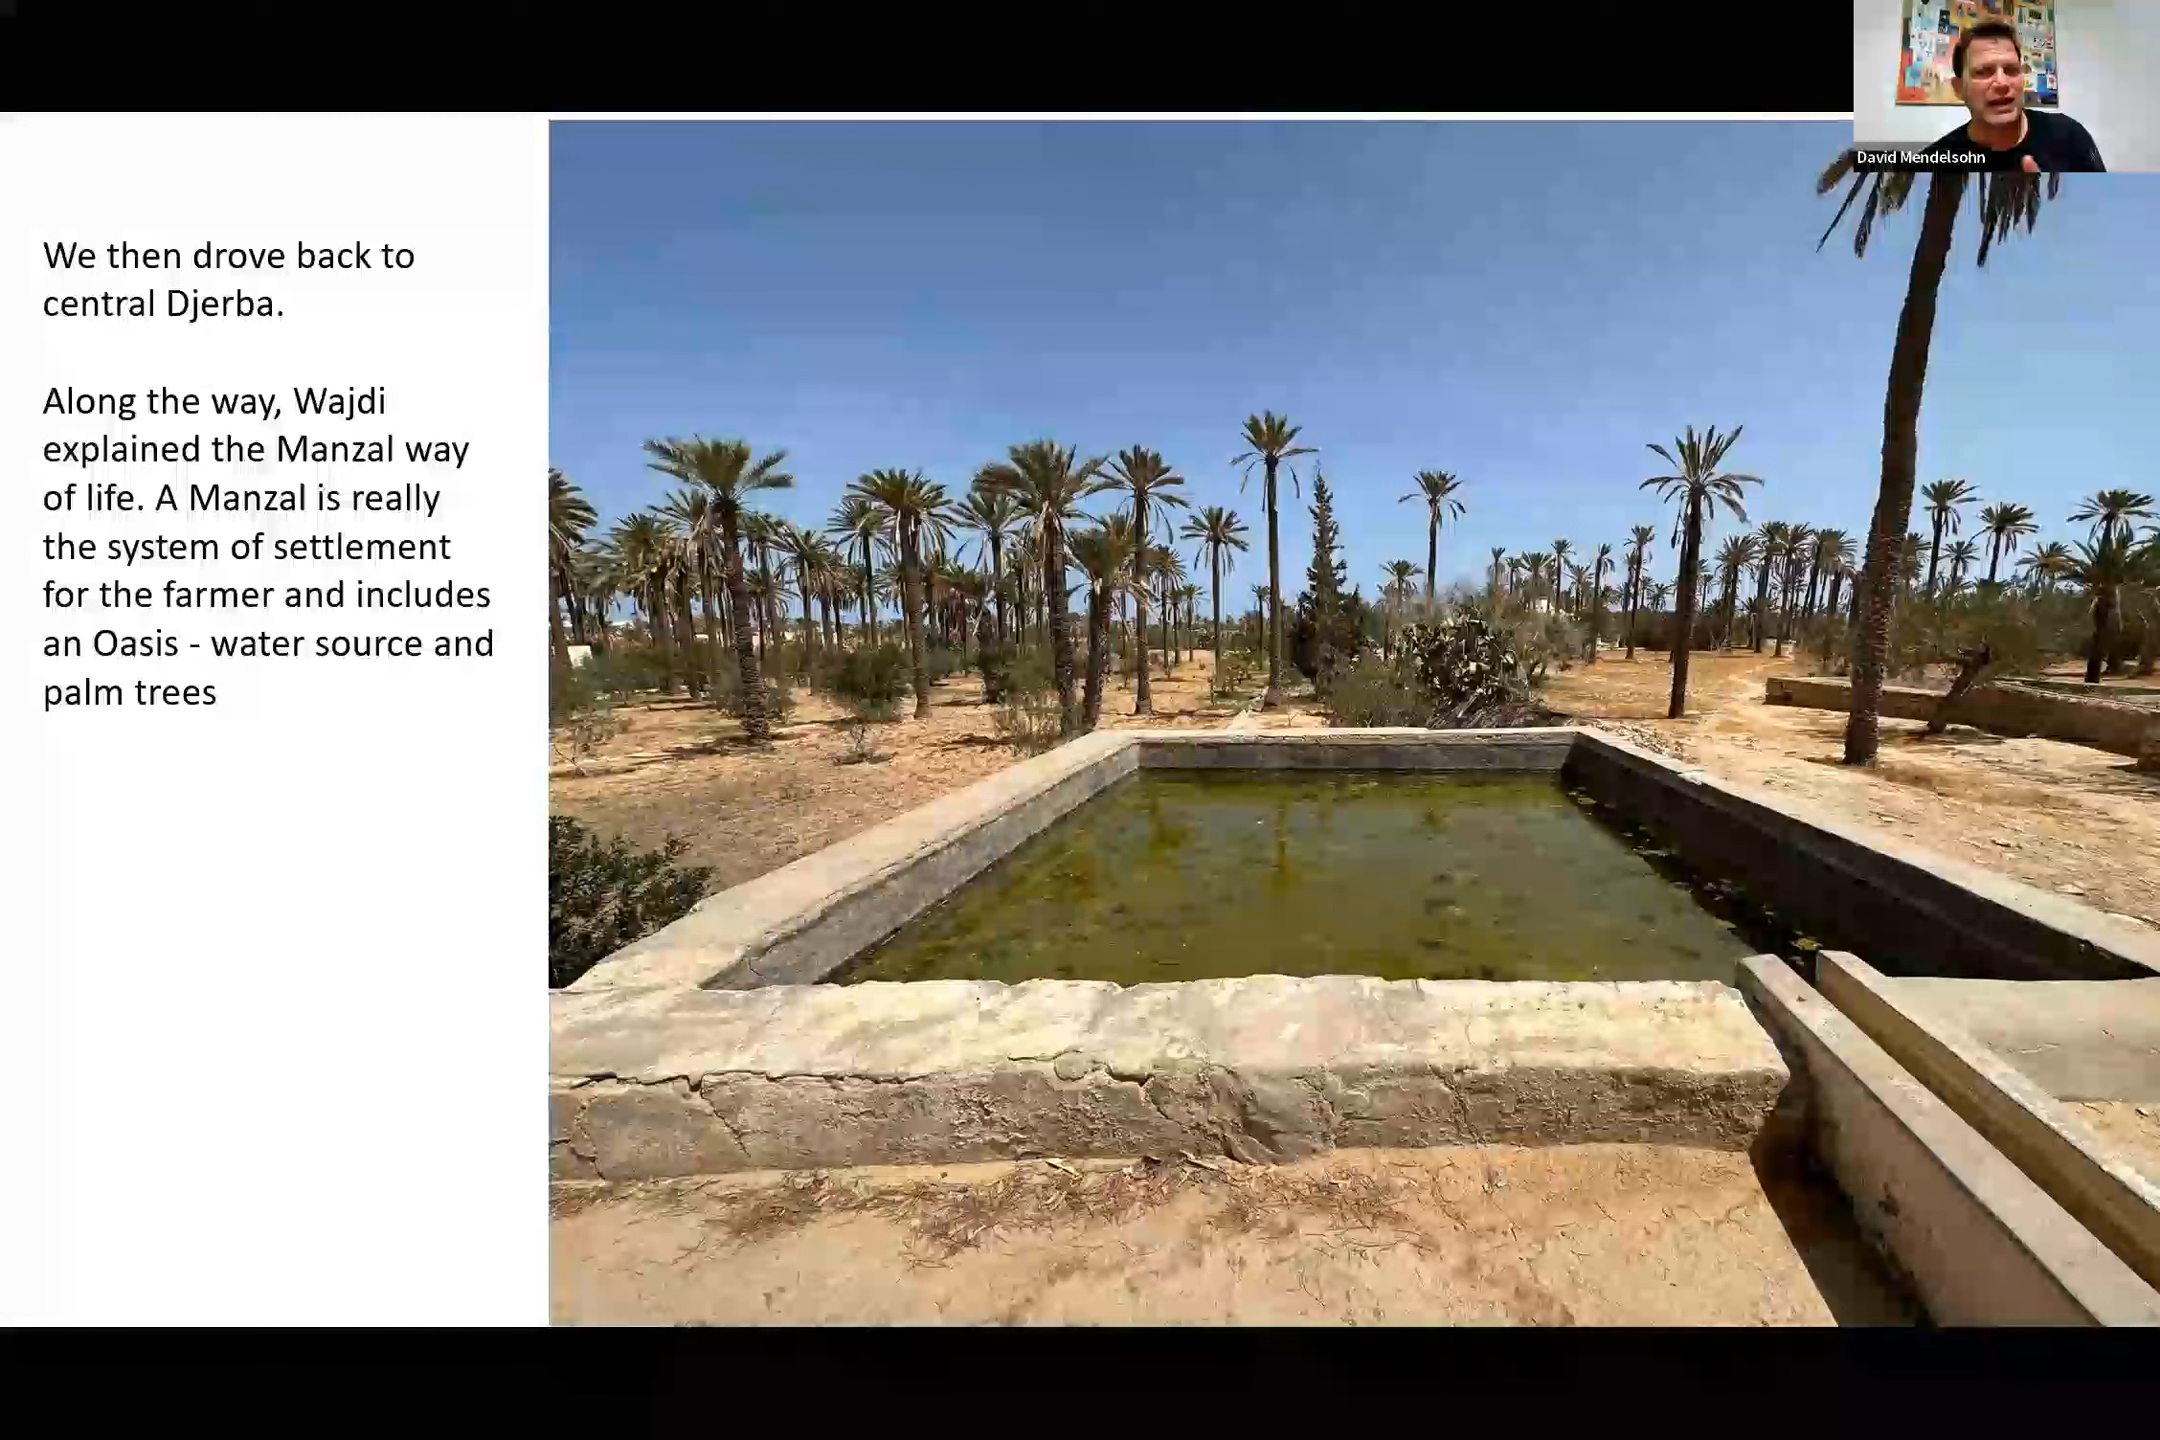 David Mendelsohn
We then drove back to
central Djerba.
Along the way, Wajdi
explained the Manzal way
of life. A Manzal is really
the system of settlement
for the farmer and includes
an Oasis - water source and
palm trees